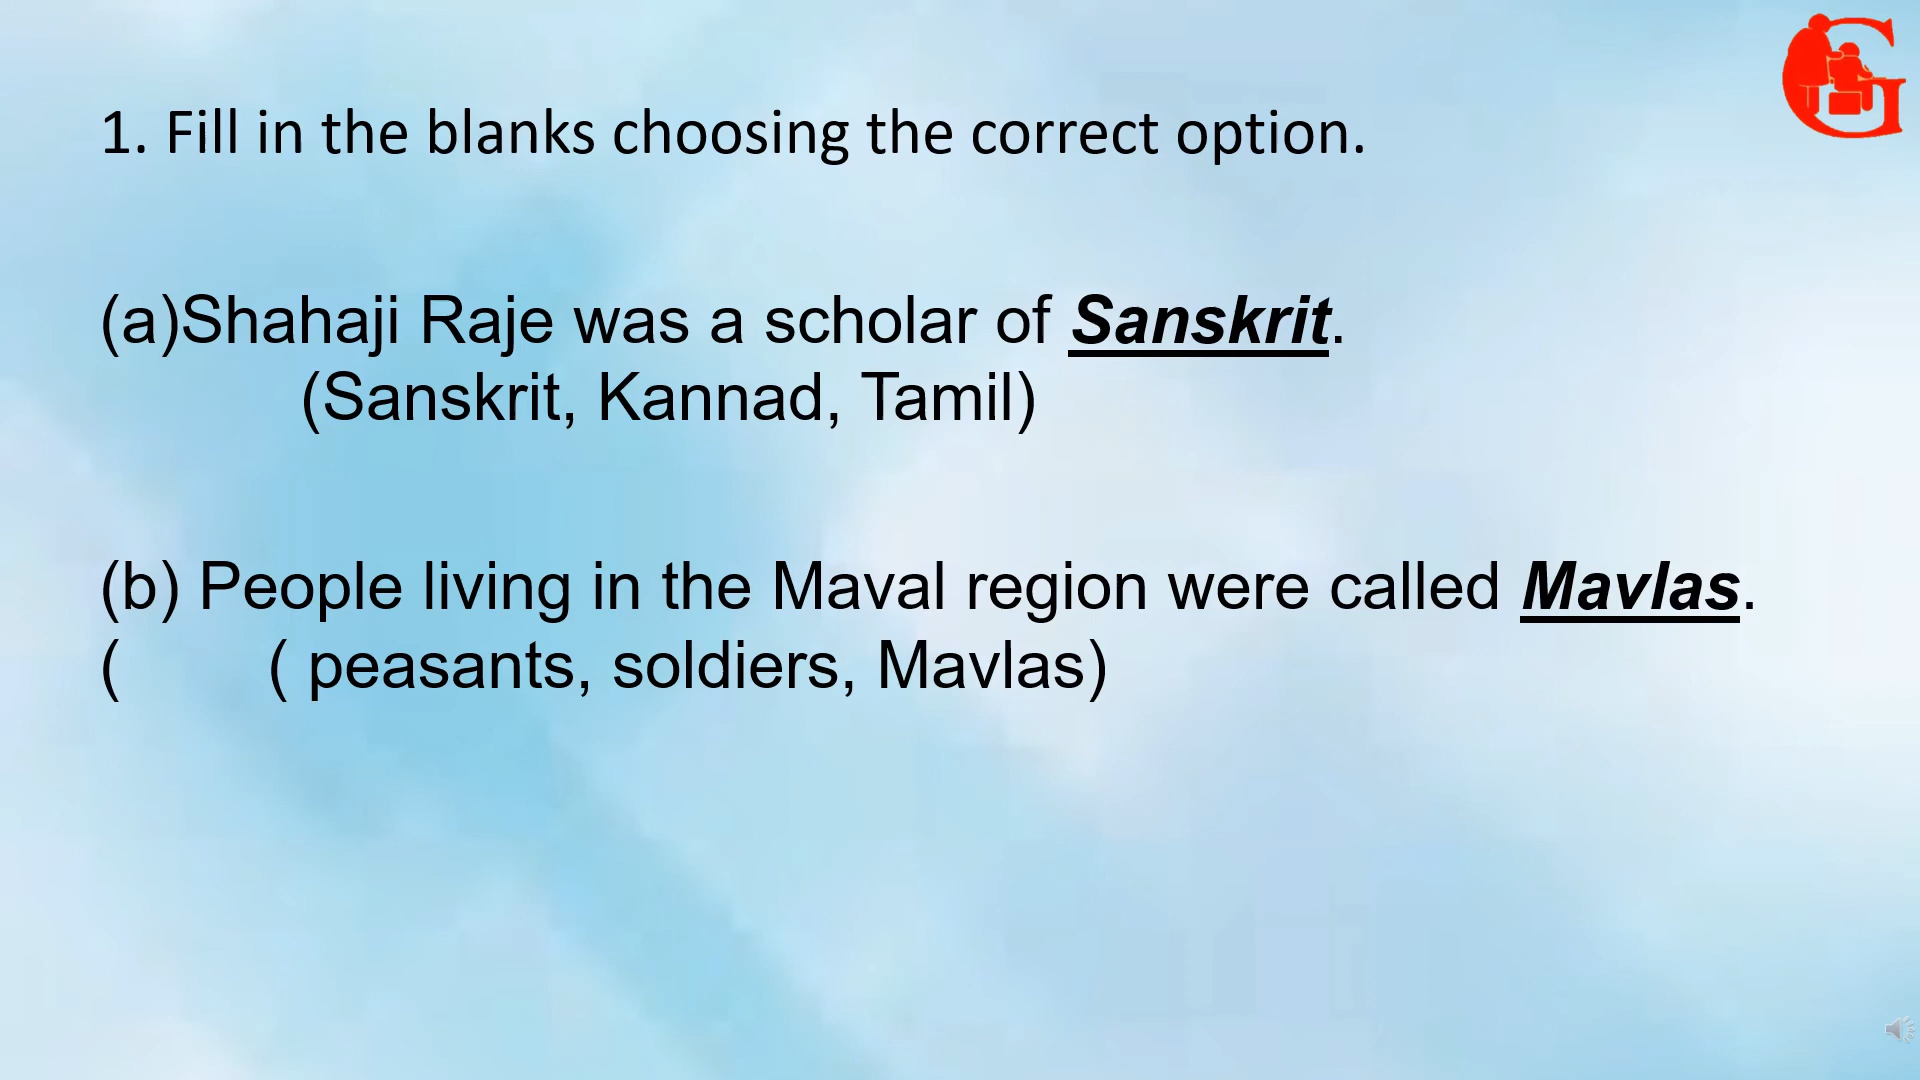 1. Fill in the blanks choosing the correct option.
(a)Shahaji Raje was a scholar of Sanskrit.
(Sanskrit, Kannad, Tamil)
(b) People living in the Maval region were called Mavlas.
( ( peasants, soldiers, Mavlas)